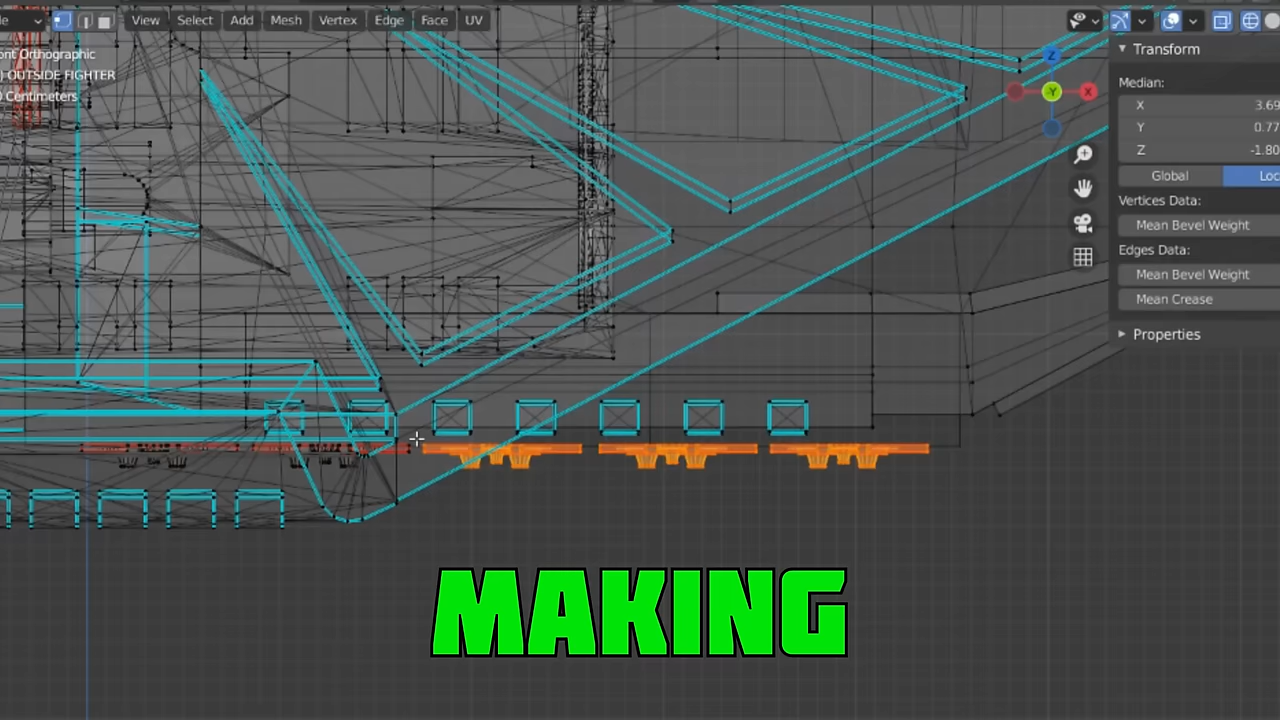 View Select Add Mesh Vertex Edge Face UV
ont Orthographic
) OUTSIDE FIGHTER
Centimeters
Z
-Y
X
Transform
Median:
X 3.69
Y 0.77
Z -1.80
Global Loc
Vertices Data:
Mean Bevel Weight
Edges Data:
Mean Bevel Weight
Mean Crease
Properties
MAKING